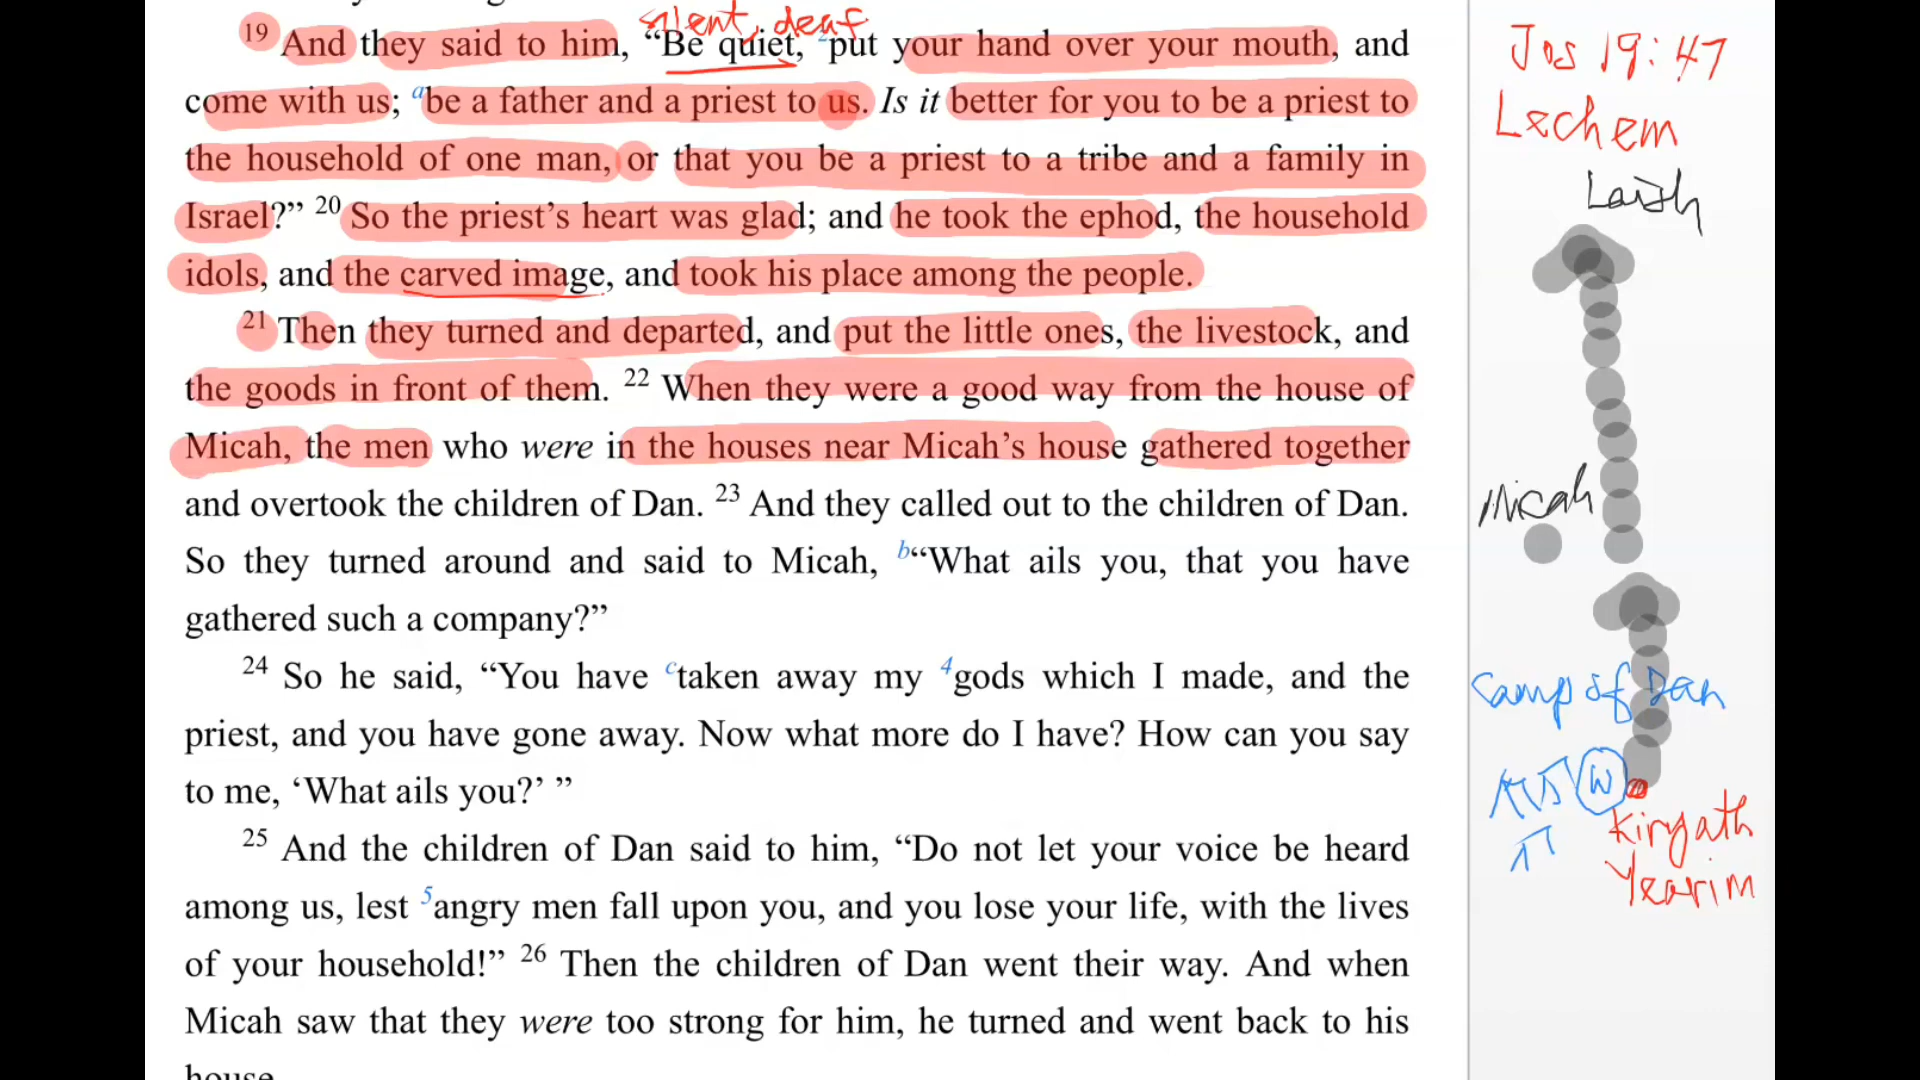 silent, deaf
19 And they said to him, “Be quiet, 2put your hand over your mouth, and
come with us; abe a father and a priest to us. Is it better for you to be a priest to
the household of one man, or that you be a priest to a tribe and a family in
Israel?” 20 So the priest’s heart was glad; and he took the ephod, the household
idols, and the carved image, and took his place among the people.
21 Then they turned and departed, and put the little ones, the livestock, and
the goods in front of them. 22 When they were a good way from the house of
Micah, the men who were in the houses near Micah’s house gathered together
and overtook the children of Dan. 23 And they called out to the children of Dan.
So they turned around and said to Micah, b“What ails you, that you have
gathered such a company?”
24 So he said, “You have ctaken away my 4gods which I made, and the
priest, and you have gone away. Now what more do I have? How can you say
to me, ‘What ails you?’ ”
25 And the children of Dan said to him, “Do not let your voice be heard
among us, lest 5angry men fall upon you, and you lose your life, with the lives
of your household!” 26 Then the children of Dan went their way. And when
Micah saw that they were too strong for him, he turned and went back to his
house.
Jos 19:47
Lechem
Laish
Micah
Camp of Dan
W
Kiryath
Yearim